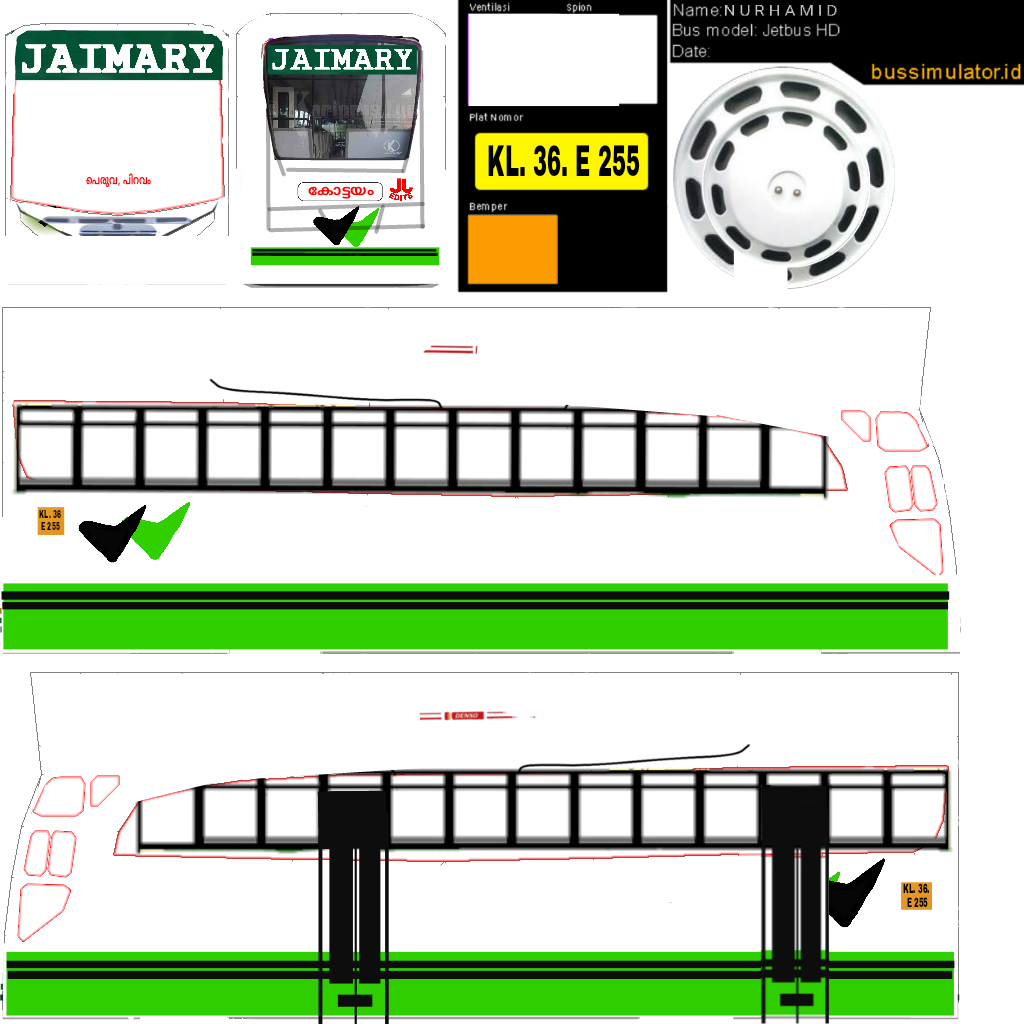 JAIMARY
പെരുവ, പിറവം
JAIMARY
കോട്ടയം
Ventilasi
Spion
Plat Nomor
KL. 36. E 255
Bemper
Name:NURHAMID
Bus model: Jetbus HD
Date:
bussimulator.id
KL. 36
E 255
DENSO
KL. 36.
E 255